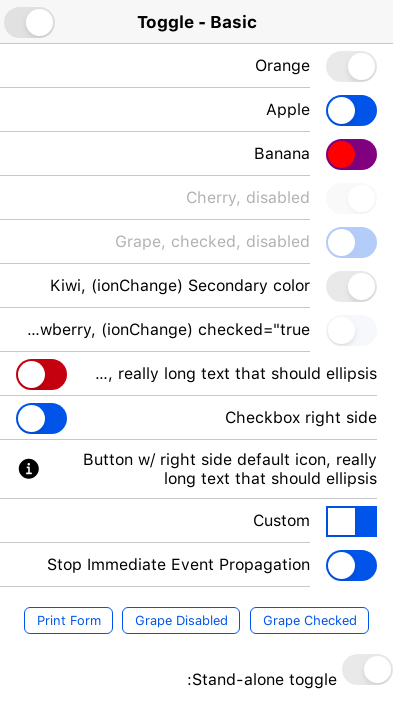 Toggle - Basic
Orange
Apple
Banana
Cherry, disabled
Grape, checked, disabled
Kiwi, (ionChange) Secondary color
...wberry, (ionChange) checked="true
..., really long text that should ellipsis
Checkbox right side
Button w/ right side default icon, really
long text that should ellipsis
Custom
Stop Immediate Event Propagation
Print Form Grape Disabled Grape Checked
:Stand-alone toggle